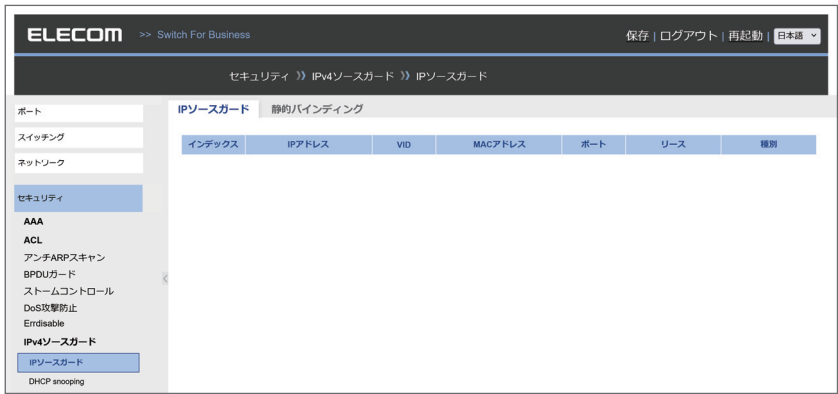 ELECOM >> Switch For Business 保存 | ログアウト | 再起動 | 日本語
セキュリティ 》 IPv4ソースガード 》 IPソースガード
ポート
スイッチング
ネットワーク
セキュリティ
AAA
ACL
アンチARPスキャン
BPDUガード
ストームコントロール
DoS攻撃防止
Errdisable
IPv4ソースガード
IPソースガード
DHCP snooping
IPソースガード 静的バインディング
インデックス IPアドレス VID MACアドレス ポート リース 種別